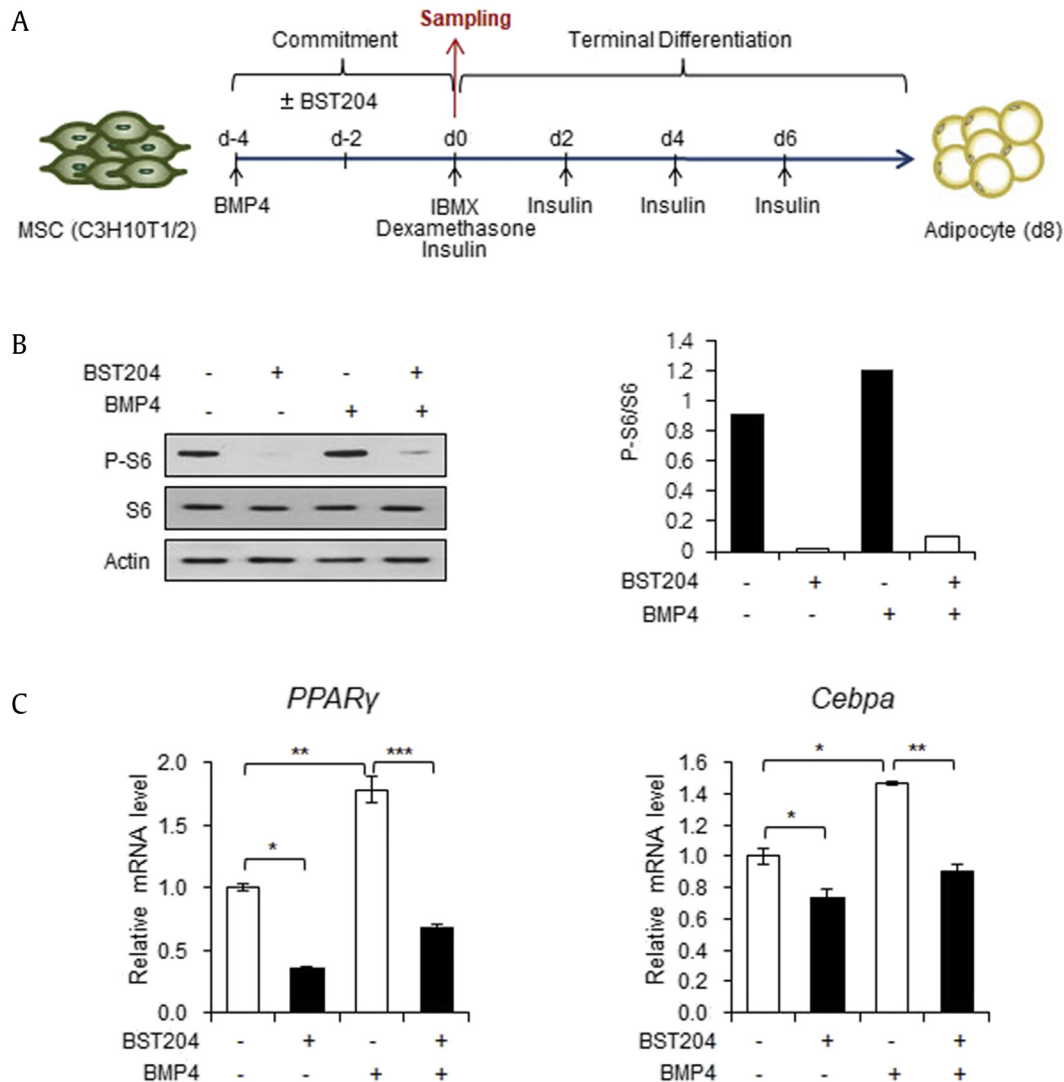 A
Sampling
Commitment
Terminal Differentiation
± BST204
d-4 d-2 d0 d2 d4 d6
BMP4 IBMX Insulin Insulin Insulin
Dexamethasone
Insulin
MSC (C3H10T1/2)
Adipocyte (d8)
B
BST204 - + - +
BMP4 - - + +
P-S6
S6
Actin
P-S6/S6
1.4
1.2
1
0.8
0.6
0.4
0.2
0
BST204 - + - +
BMP4 - - + +
C
PPARγ
Relative mRNA level
2.0
1.5
1.0
0.5
0.0
** ***
*
BST204 - + - +
BMP4 - - + +
Cebpa
Relative mRNA level
1.6
1.4
1.2
1.0
0.8
0.6
0.4
0.2
0.0
* **
*
BST204 - + - +
BMP4 - - + +